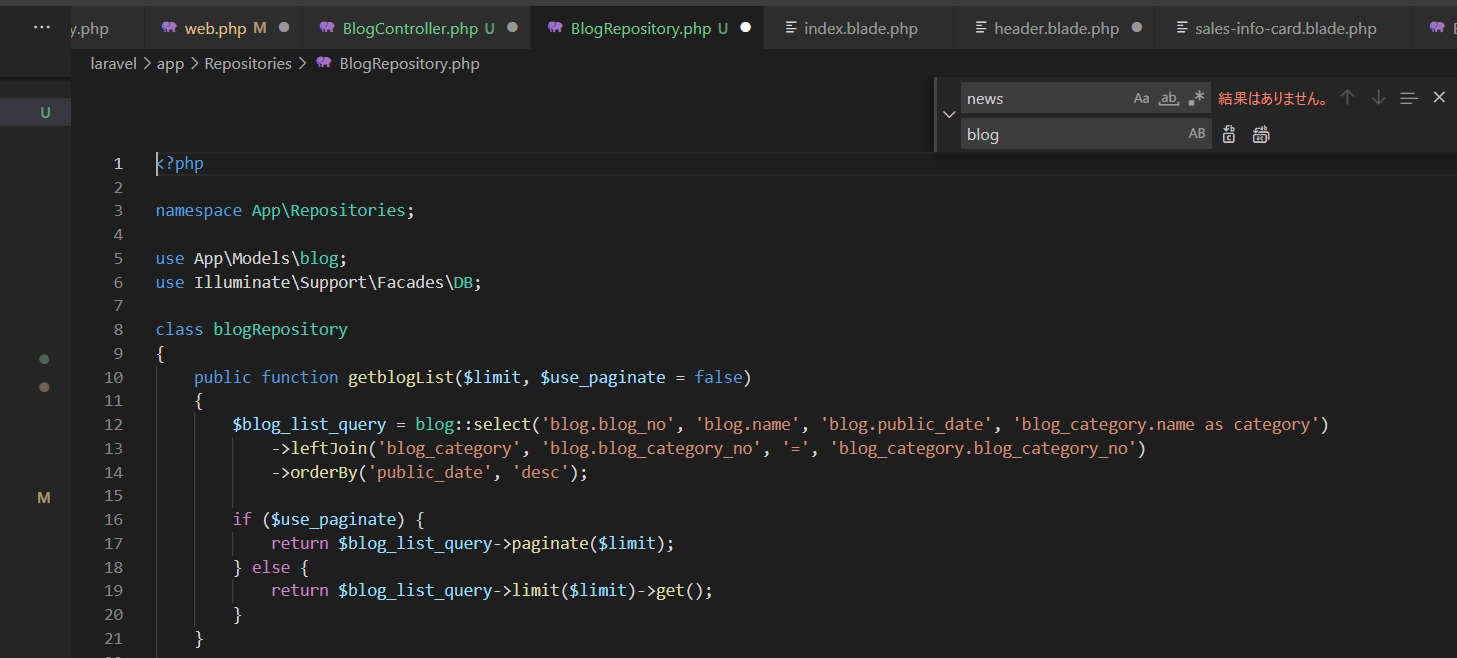 ··· y.php web.php M ● BlogController.php U ● BlogRepository.php U ● index.blade.php header.blade.php ● sales-info-card.blade.php
laravel > app > Repositories > BlogRepository.php
news Aa ab .* 結果はありません。
U
blog AB
1 <?php
2
3 namespace App\Repositories;
4
5 use App\Models\blog;
6 use Illuminate\Support\Facades\DB;
7
8 class blogRepository
9 {
10 public function getblogList($limit, $use_paginate = false)
11 {
12 $blog_list_query = blog::select('blog.blog_no', 'blog.name', 'blog.public_date', 'blog_category.name as category')
13 ->leftJoin('blog_category', 'blog.blog_category_no', '=', 'blog_category.blog_category_no')
14 ->orderBy('public_date', 'desc');
15
M
16 if ($use_paginate) {
17 return $blog_list_query->paginate($limit);
18 } else {
19 return $blog_list_query->limit($limit)->get();
20 }
21 }